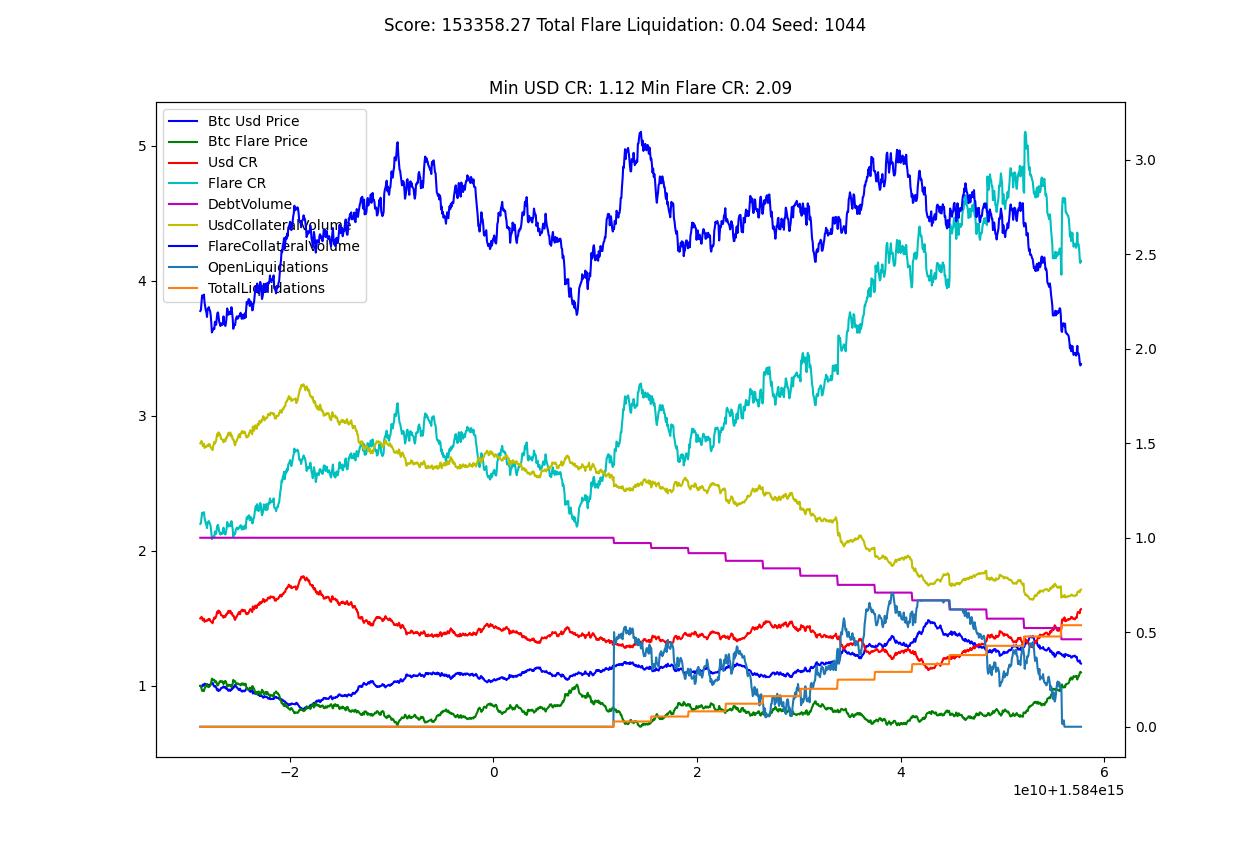 Score: 153358.27 Total Flare Liquidation: 0.04 Seed: 1044
Min USD CR: 1.12 Min Flare CR: 2.09
Btc Usd Price
Btc Flare Price
Usd CR
Flare CR
DebtVolume
UsdCollateralVolume
FlareCollateralVolume
OpenLiquidations
TotalLiquidations
5
4
3
2
1
3.0
2.5
2.0
1.5
1.0
0.5
0.0
−2 0 2 4 6
1e10+1.584e15